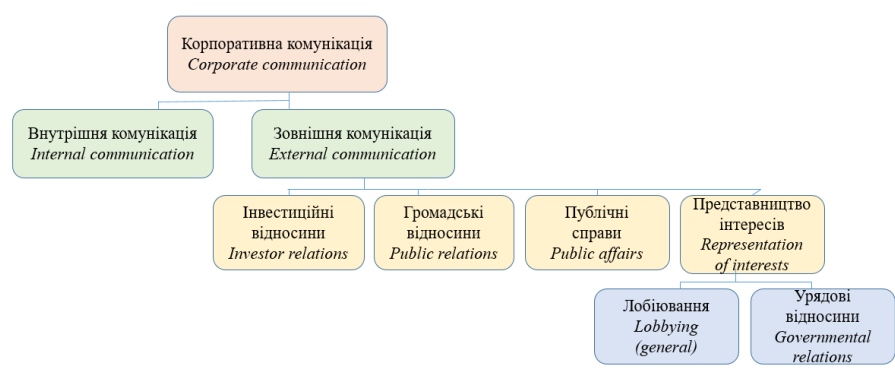 Корпоративна комунікація
Corporate communication
Внутрішня комунікація
Internal communication
Зовнішня комунікація
External communication
Інвестиційні
відносини
Investor relations
Громадські
відносини
Public relations
Публічні
справи
Public affairs
Представництво
інтересів
Representation
of interests
Лобіювання
Lobbying
(general)
Урядові
відносини
Governmental
relations